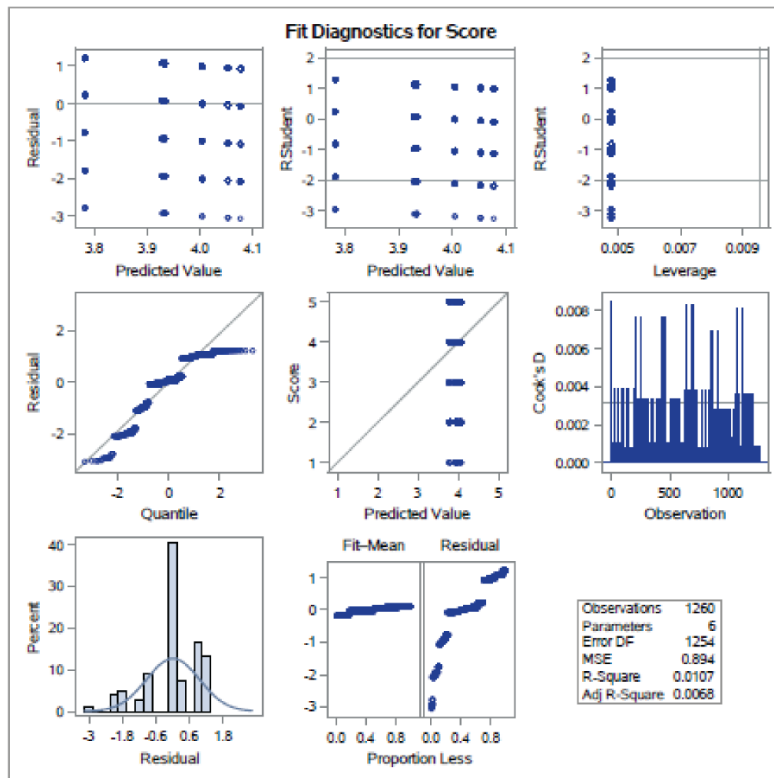 Fit Diagnostics for Score
Residual
1
0
-1
-2
-3
3.8 3.9 4.0 4.1
Predicted Value
RStudent
2
1
0
-1
-2
-3
3.8 3.9 4.0 4.1
Predicted Value
RStudent
2
1
0
-1
-2
-3
0.005 0.007 0.009
Leverage
Residual
2
0
-2
-2 0 2
Quantile
Score
5
4
3
2
1
1 2 3 4 5
Predicted Value
Cook's D
0.008
0.006
0.004
0.002
0.000
0 500 1000
Observation
Percent
40
30
20
10
0
-3 -1.8 -0.6 0.6 1.8
Residual
Fit–Mean Residual
1
0
-1
-2
-3
0.0 0.4 0.8 0.0 0.4 0.8
Proportion Less
Observations 1260
Parameters 6
Error DF 1254
MSE 0.894
R-Square 0.0107
Adj R-Square 0.0068